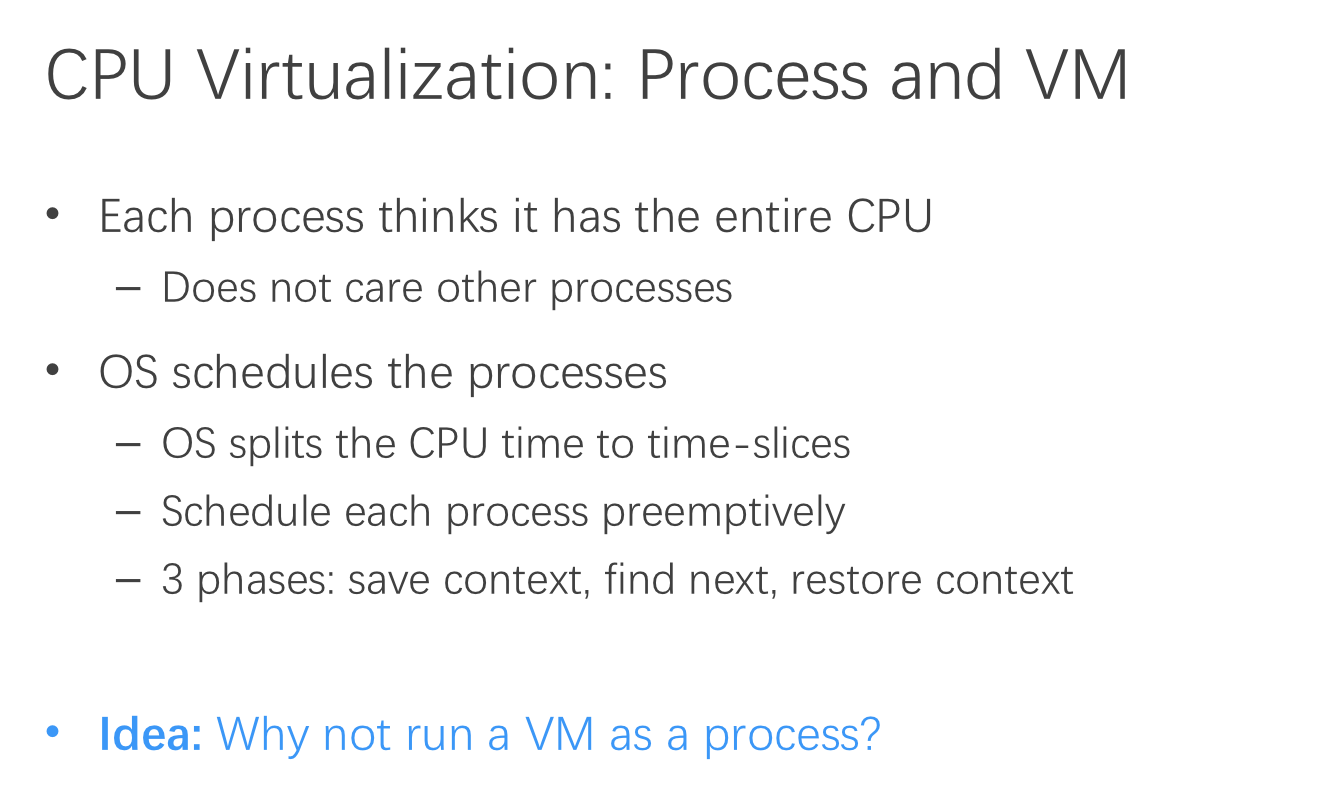 CPU Virtualization: Process and VM
• Each process thinks it has the entire CPU
– Does not care other processes
• OS schedules the processes
– OS splits the CPU time to time-slices
– Schedule each process preemptively
– 3 phases: save context, find next, restore context
• Idea: Why not run a VM as a process?